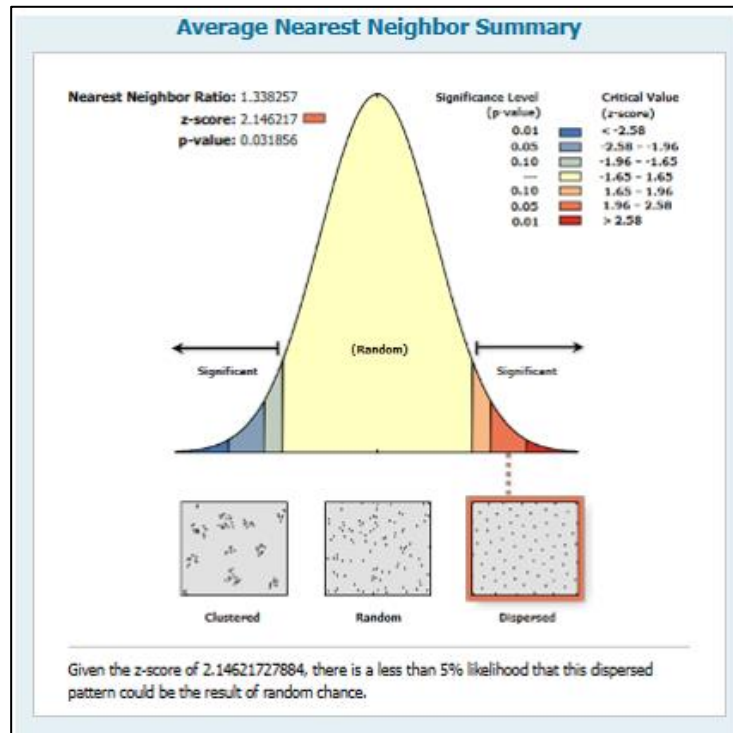 Average Nearest Neighbor Summary
Nearest Neighbor Ratio: 1.338257
z-score: 2.146217
p-value: 0.031856
Significance Level (p-value)
Critical Value (z-score)
0.01 < -2.58
0.05 -2.58 - -1.96
0.10 -1.96 - -1.65
— -1.65 - 1.65
0.10 1.65 - 1.96
0.05 1.96 - 2.58
0.01 > 2.58
(Random)
Significant
Significant
Clustered
Random
Dispersed
Given the z-score of 2.14621727884, there is a less than 5% likelihood that this dispersed
pattern could be the result of random chance.